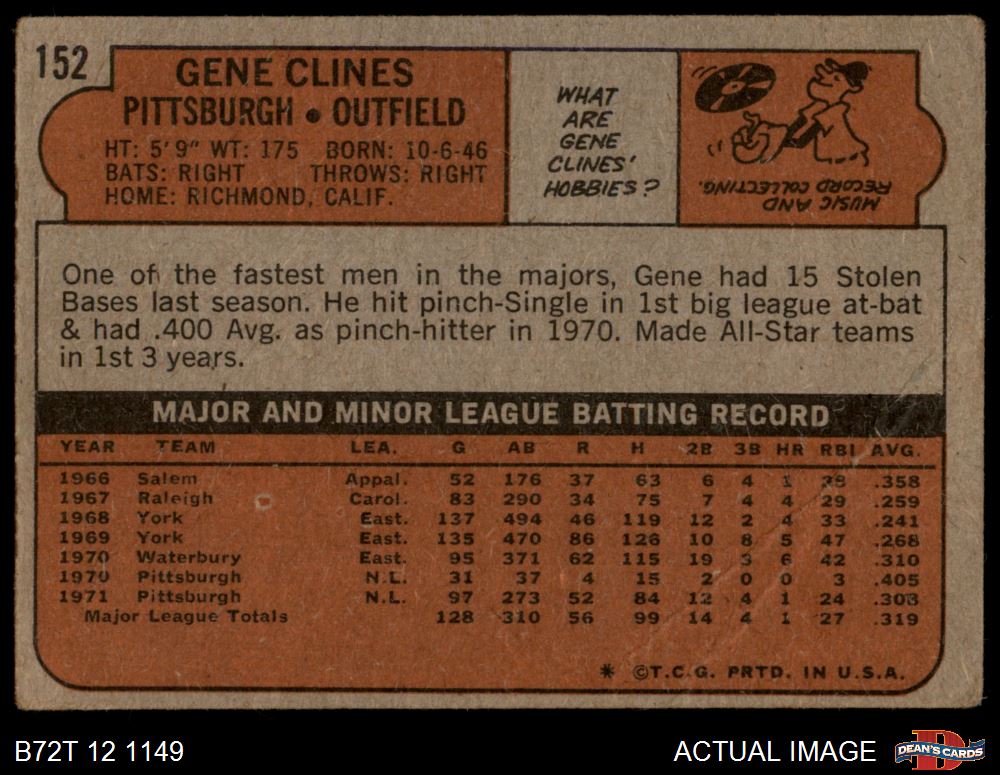 152
GENE CLINES
PITTSBURGH • OUTFIELD
HT: 5'9" WT: 175 BORN: 10-6-46
BATS: RIGHT THROWS: RIGHT
HOME: RICHMOND, CALIF.
WHAT
ARE
GENE
CLINES'
HOBBIES?
MUSIC AND
RECORD COLLECTING.
One of the fastest men in the majors, Gene had 15 Stolen
Bases last season. He hit pinch-Single in 1st big league at-bat
& had .400 Avg. as pinch-hitter in 1970. Made All-Star teams
in 1st 3 years.
MAJOR AND MINOR LEAGUE BATTING RECORD
YEAR TEAM LEA. G AB R H 2B 3B HR RBI AVG.
1966 Salem Appal. 52 176 37 63 6 4 1 .358
1967 Raleigh Carol. 83 290 34 75 7 4 4 29 .259
1968 York East. 137 494 46 119 12 2 4 33 .241
1969 York East. 135 470 86 126 10 8 5 47 .268
1970 Waterbury East. 95 371 62 115 19 3 6 42 .310
1970 Pittsburgh N.L. 31 37 4 15 2 0 0 3 .405
1971 Pittsburgh N.L. 97 273 52 84 12 4 1 24 .308
Major League Totals 128 310 56 99 14 4 1 27 .319
* ©T.C.G. PRTD. IN U.S.A.
B72T 12 1149
ACTUAL IMAGE
DEAN'S CARDS